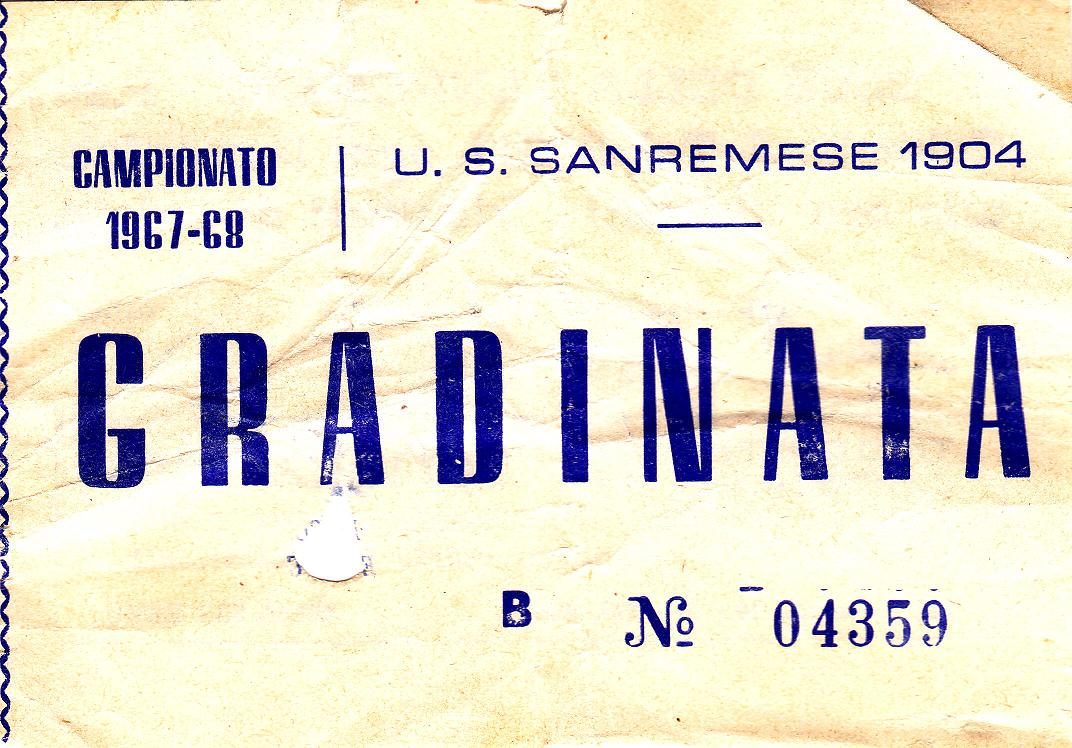 CAMPIONATO
1967-68
U. S. SANREMESE 1904
GRADINATA
B № 04359